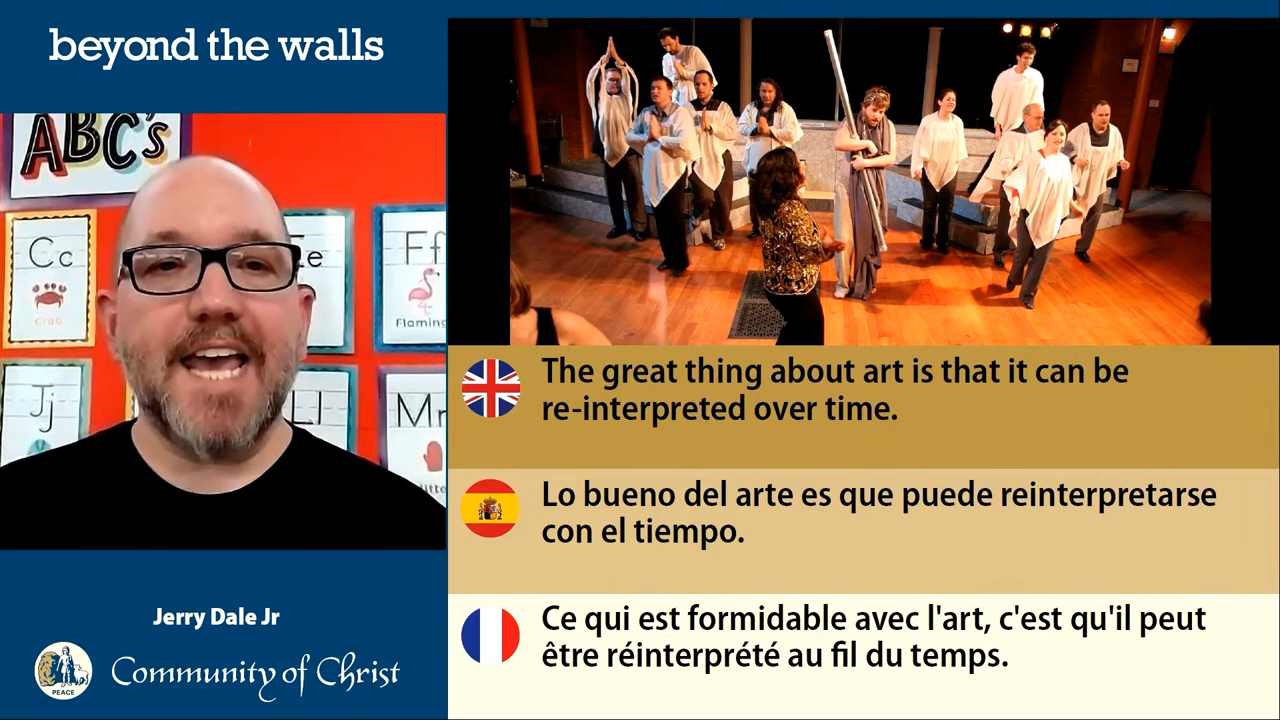 beyond the walls
ABC's
Cc
Crab
Ee
Ff
Flaming
Jj
Ll
The great thing about art is that it can be
re-interpreted over time.
Lo bueno del arte es que puede reinterpretarse
con el tiempo.
Ce qui est formidable avec l'art, c'est qu'il peut
être réinterprété au fil du temps.
Jerry Dale Jr
PEACE
Community of Christ